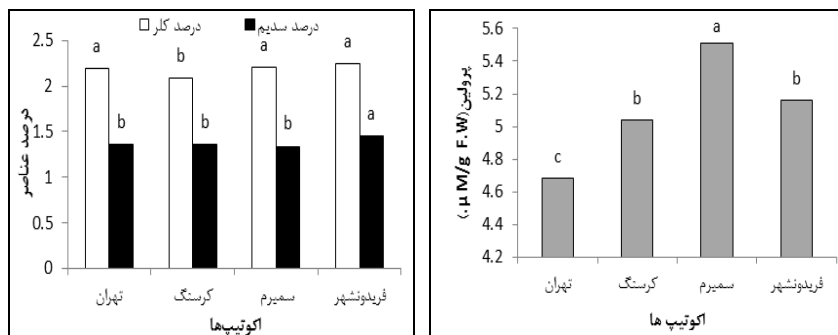 درصد کلر درصد سدیم
2.5
2
1.5
1
0.5
0
درصد عناصر
a b a a
b b b a
تهران کرسنگ سمیرم فریدونشهر
اکوتیپ‌ها
5.6
5.4
5.2
5
4.8
4.6
4.4
4.2
پرولین (µ M/g F.W.)
c b a b
تهران کرسنگ سمیرم فریدونشهر
اکوتیپ ها